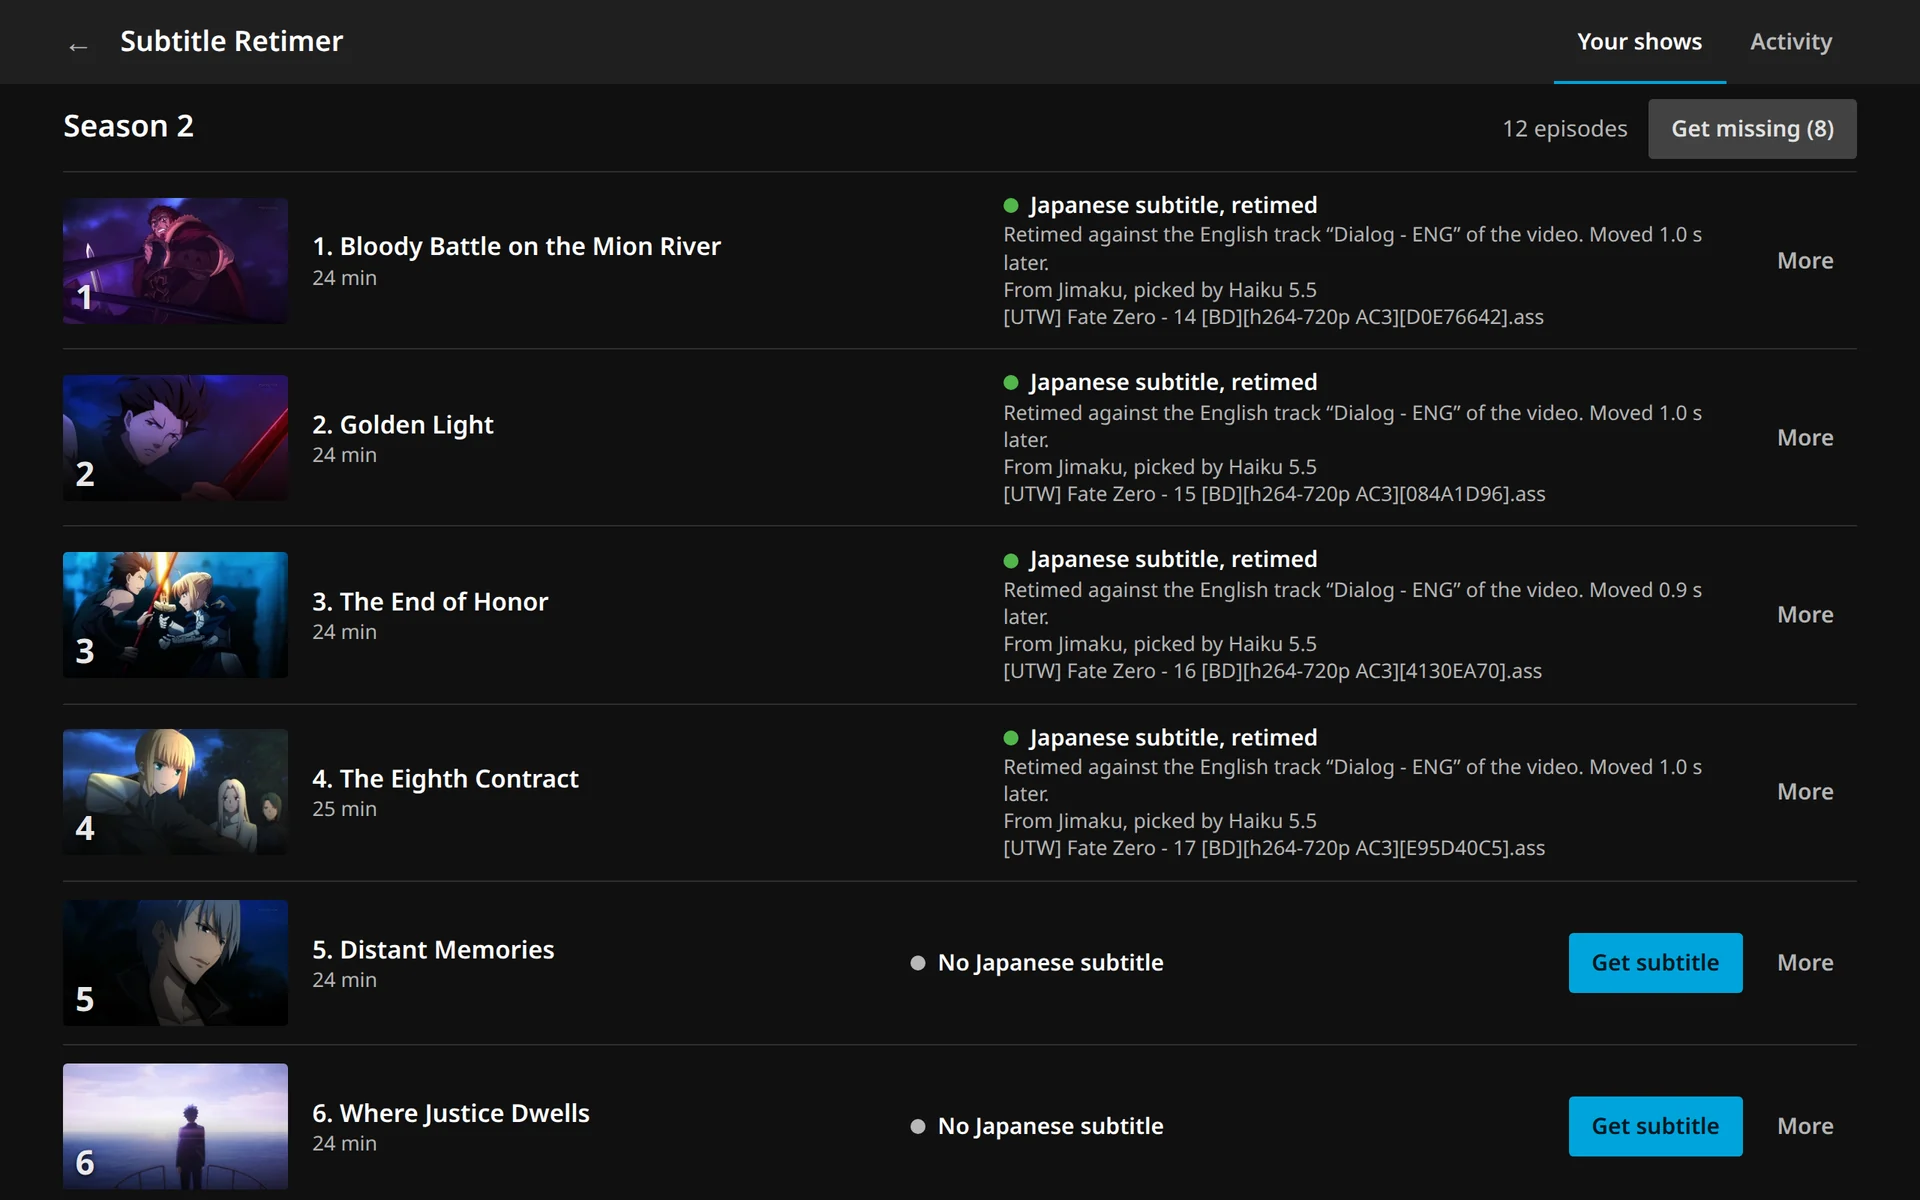 ← Subtitle Retimer
Your shows
Activity
Season 2
12 episodes
Get missing (8)
1
1. Bloody Battle on the Mion River
24 min
Japanese subtitle, retimed
Retimed against the English track “Dialog - ENG” of the video. Moved 1.0 s
later.
From Jimaku, picked by Haiku 5.5
[UTW] Fate Zero - 14 [BD][h264-720p AC3][D0E76642].ass
More
2
2. Golden Light
24 min
Japanese subtitle, retimed
Retimed against the English track “Dialog - ENG” of the video. Moved 1.0 s
later.
From Jimaku, picked by Haiku 5.5
[UTW] Fate Zero - 15 [BD][h264-720p AC3][084A1D96].ass
More
3
3. The End of Honor
24 min
Japanese subtitle, retimed
Retimed against the English track “Dialog - ENG” of the video. Moved 0.9 s
later.
From Jimaku, picked by Haiku 5.5
[UTW] Fate Zero - 16 [BD][h264-720p AC3][4130EA70].ass
More
4
4. The Eighth Contract
25 min
Japanese subtitle, retimed
Retimed against the English track “Dialog - ENG” of the video. Moved 1.0 s
later.
From Jimaku, picked by Haiku 5.5
[UTW] Fate Zero - 17 [BD][h264-720p AC3][E95D40C5].ass
More
5
5. Distant Memories
24 min
No Japanese subtitle
Get subtitle
More
6
6. Where Justice Dwells
24 min
No Japanese subtitle
Get subtitle
More